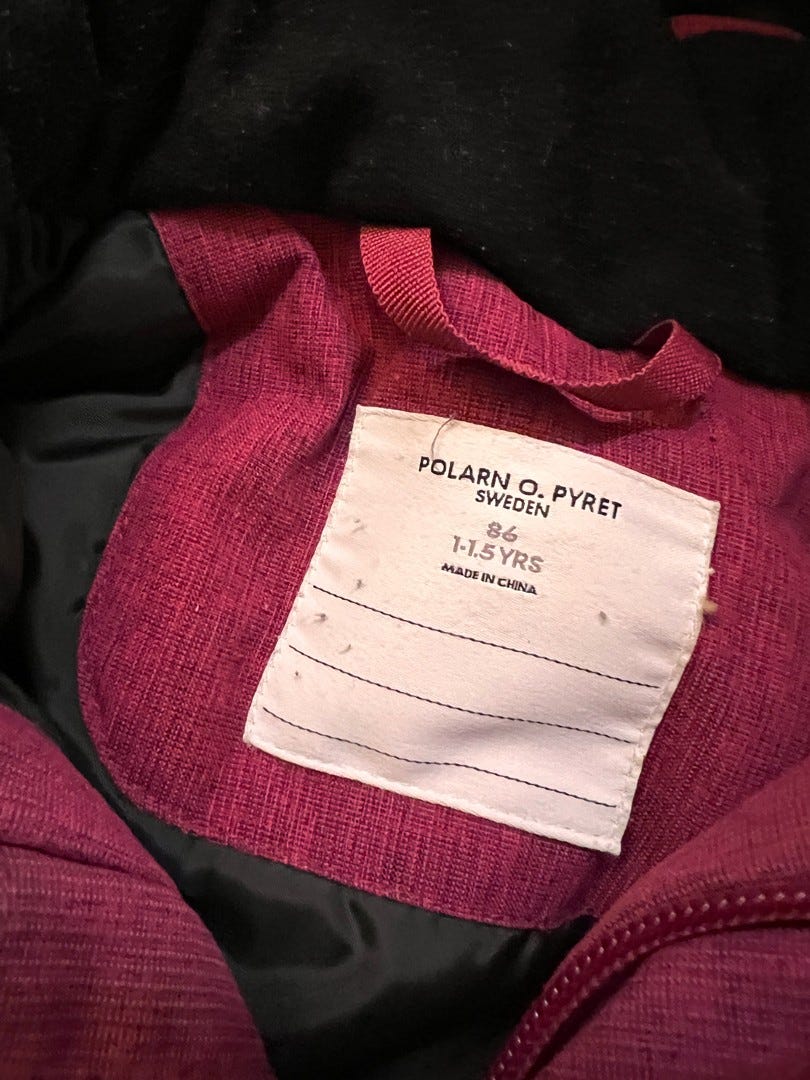 POLARN O. PYRET
SWEDEN
86
1-1.5 YRS
MADE IN CHINA